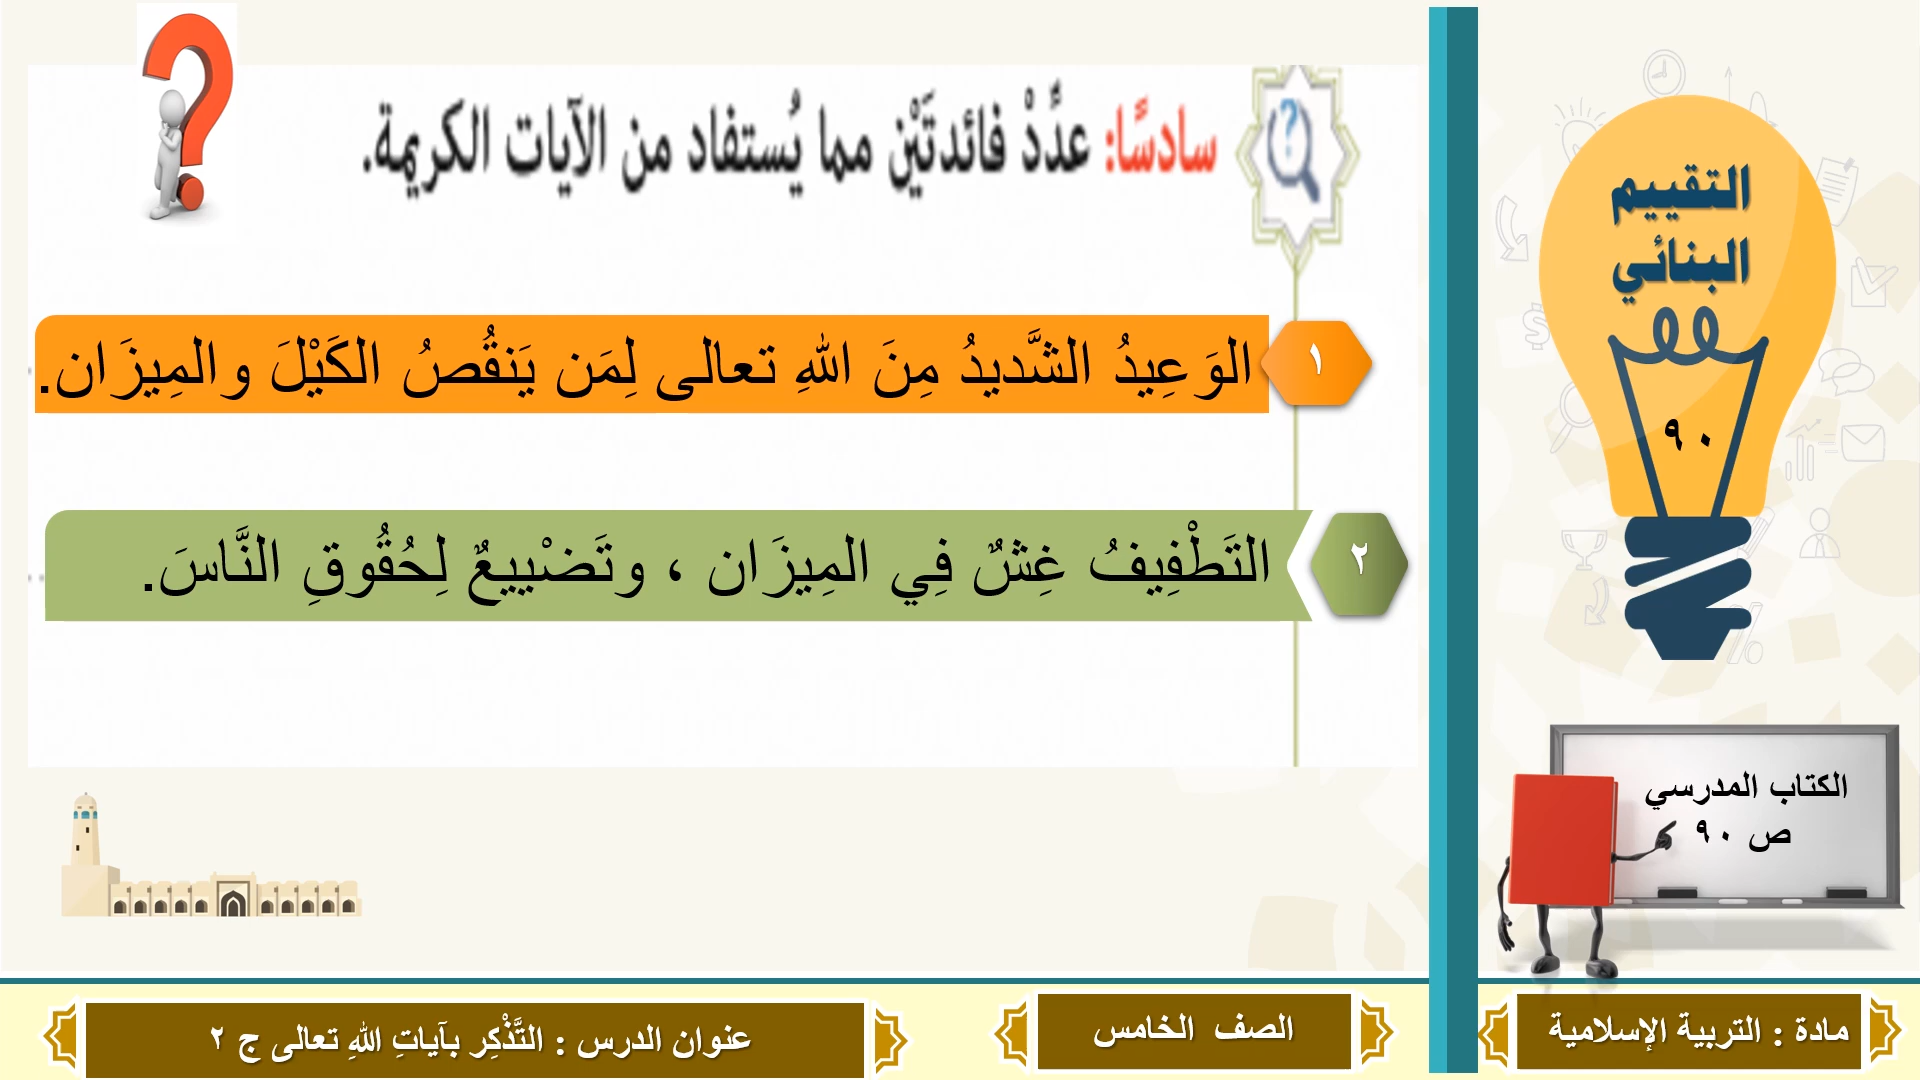 سادسًا: عدِّدْ فائدتَيْن مما يُستفاد من الآيات الكريمة.
١
الوَعِيدُ الشَّديدُ مِنَ اللهِ تعالى لِمَن يَنقُصُ الكَيْلَ والمِيزَان.
٢
التَطْفِيفُ غِشٌ فِي المِيزَان ، وتَضْييعٌ لِحُقُوقِ النَّاسَ.
التقييم
البنائي
٩٠
الكتاب المدرسي
ص ٩٠
مادة : التربية الإسلامية
الصف الخامس
عنوان الدرس : التَّذْكِر بآياتِ اللهِ تعالى ج ٢